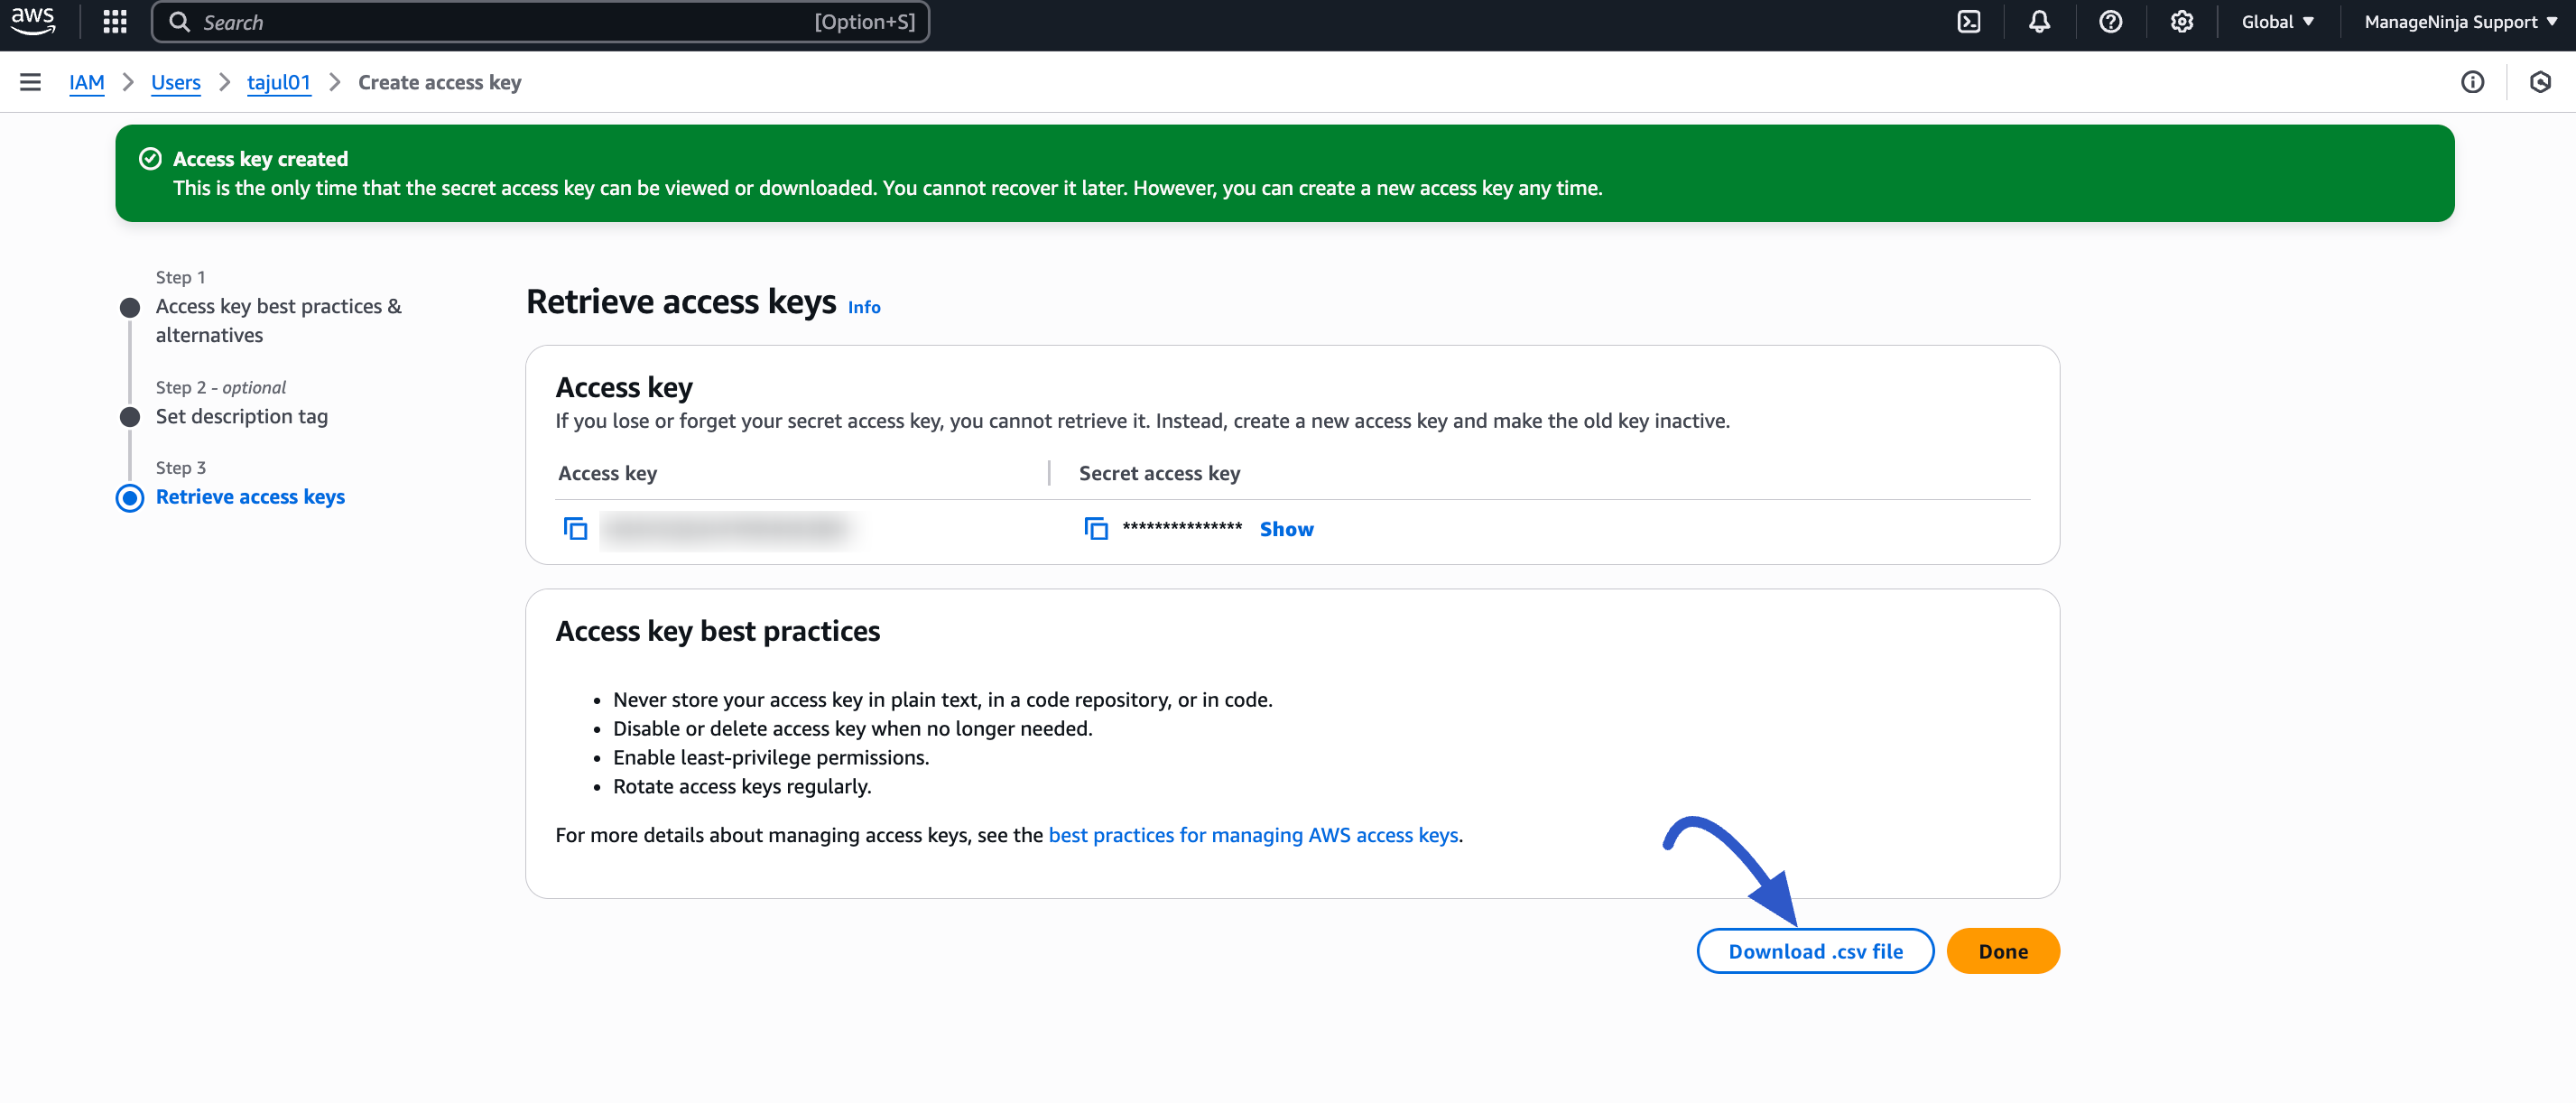 aws
Search [Option+S]
Global ManageNinja Support
IAM Users tajul01 Create access key
Access key created
This is the only time that the secret access key can be viewed or downloaded. You cannot recover it later. However, you can create a new access key any time.
Step 1
Access key best practices &
alternatives
Step 2 - optional
Set description tag
Step 3
Retrieve access keys
Retrieve access keys Info
Access key
If you lose or forget your secret access key, you cannot retrieve it. Instead, create a new access key and make the old key inactive.
Access key Secret access key
*************** Show
Access key best practices
• Never store your access key in plain text, in a code repository, or in code.
• Disable or delete access key when no longer needed.
• Enable least-privilege permissions.
• Rotate access keys regularly.
For more details about managing access keys, see the best practices for managing AWS access keys.
Download .csv file Done